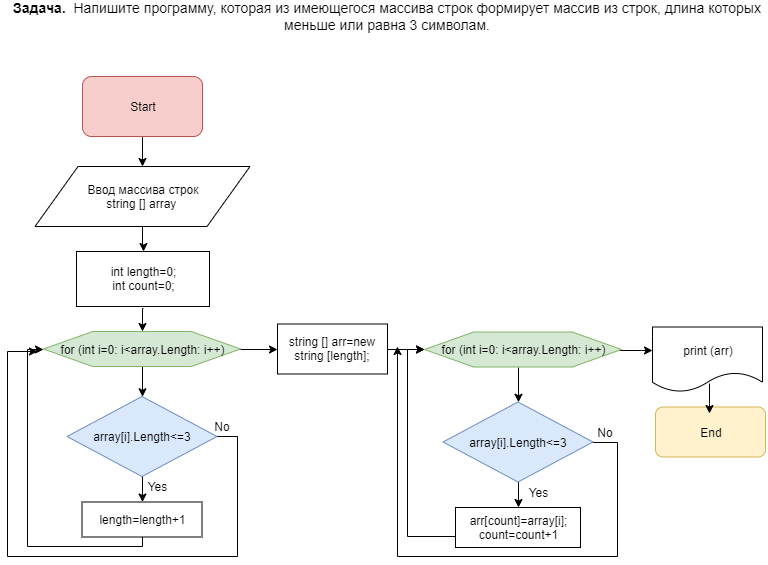 Задача. Напишите программу, которая из имеющегося массива строк формирует массив из строк, длина которых
меньше или равна 3 символам.
Start
Ввод массива строк
string [] array
int length=0;
int count=0;
for (int i=0: i<array.Length: i++)
array[i].Length<=3
No
Yes
length=length+1
string [] arr=new
string [length];
for (int i=0: i<array.Length: i++)
array[i].Length<=3
No
Yes
arr[count]=array[i];
count=count+1
print (arr)
End